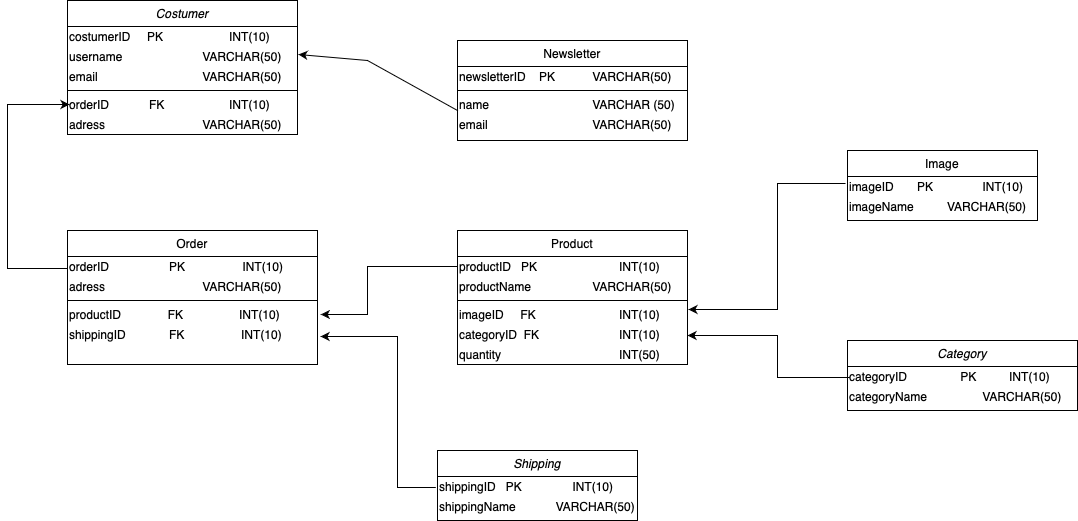 Costumer
costumerID PK INT(10)
username VARCHAR(50)
email VARCHAR(50)
orderID FK INT(10)
adress VARCHAR(50)
Newsletter
newsletterID PK VARCHAR(50)
name VARCHAR (50)
email VARCHAR(50)
Image
imageID PK INT(10)
imageName VARCHAR(50)
Order
orderID PK INT(10)
adress VARCHAR(50)
productID FK INT(10)
shippingID FK INT(10)
Product
productID PK INT(10)
productName VARCHAR(50)
imageID FK INT(10)
categoryID FK INT(10)
quantity INT(50)
Category
categoryID PK INT(10)
categoryName VARCHAR(50)
Shipping
shippingID PK INT(10)
shippingName VARCHAR(50)